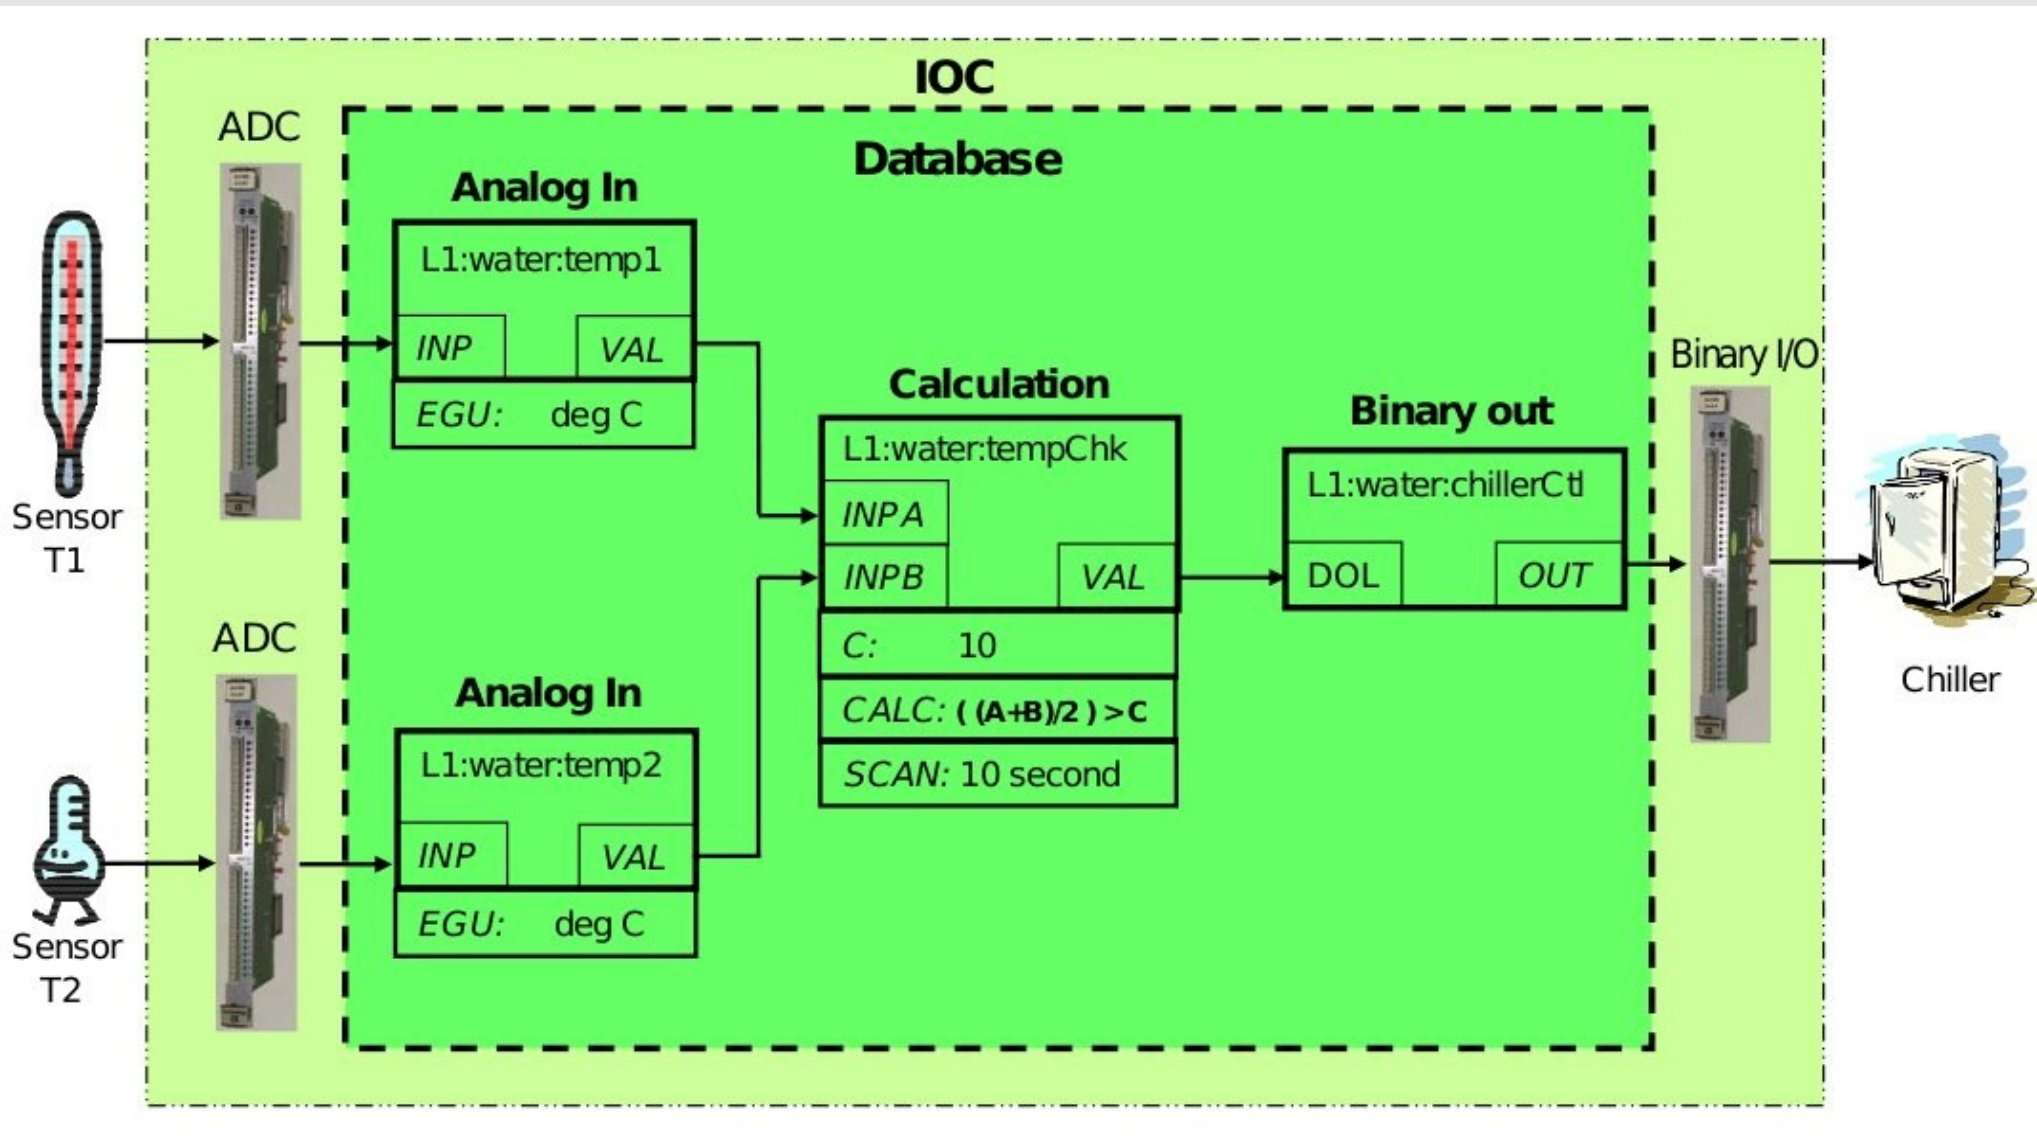 IOC
Database
ADC
Analog In
L1:water:temp1
INP
VAL
EGU: deg C
Sensor
T1
ADC
Analog In
L1:water:temp2
INP
VAL
EGU: deg C
Sensor
T2
Calculation
L1:water:tempChk
INPA
INPB
VAL
C: 10
CALC: ( (A+B)/2 ) >C
SCAN: 10 second
Binary out
L1:water:chillerCtl
DOL
OUT
Binary I/O
Chiller